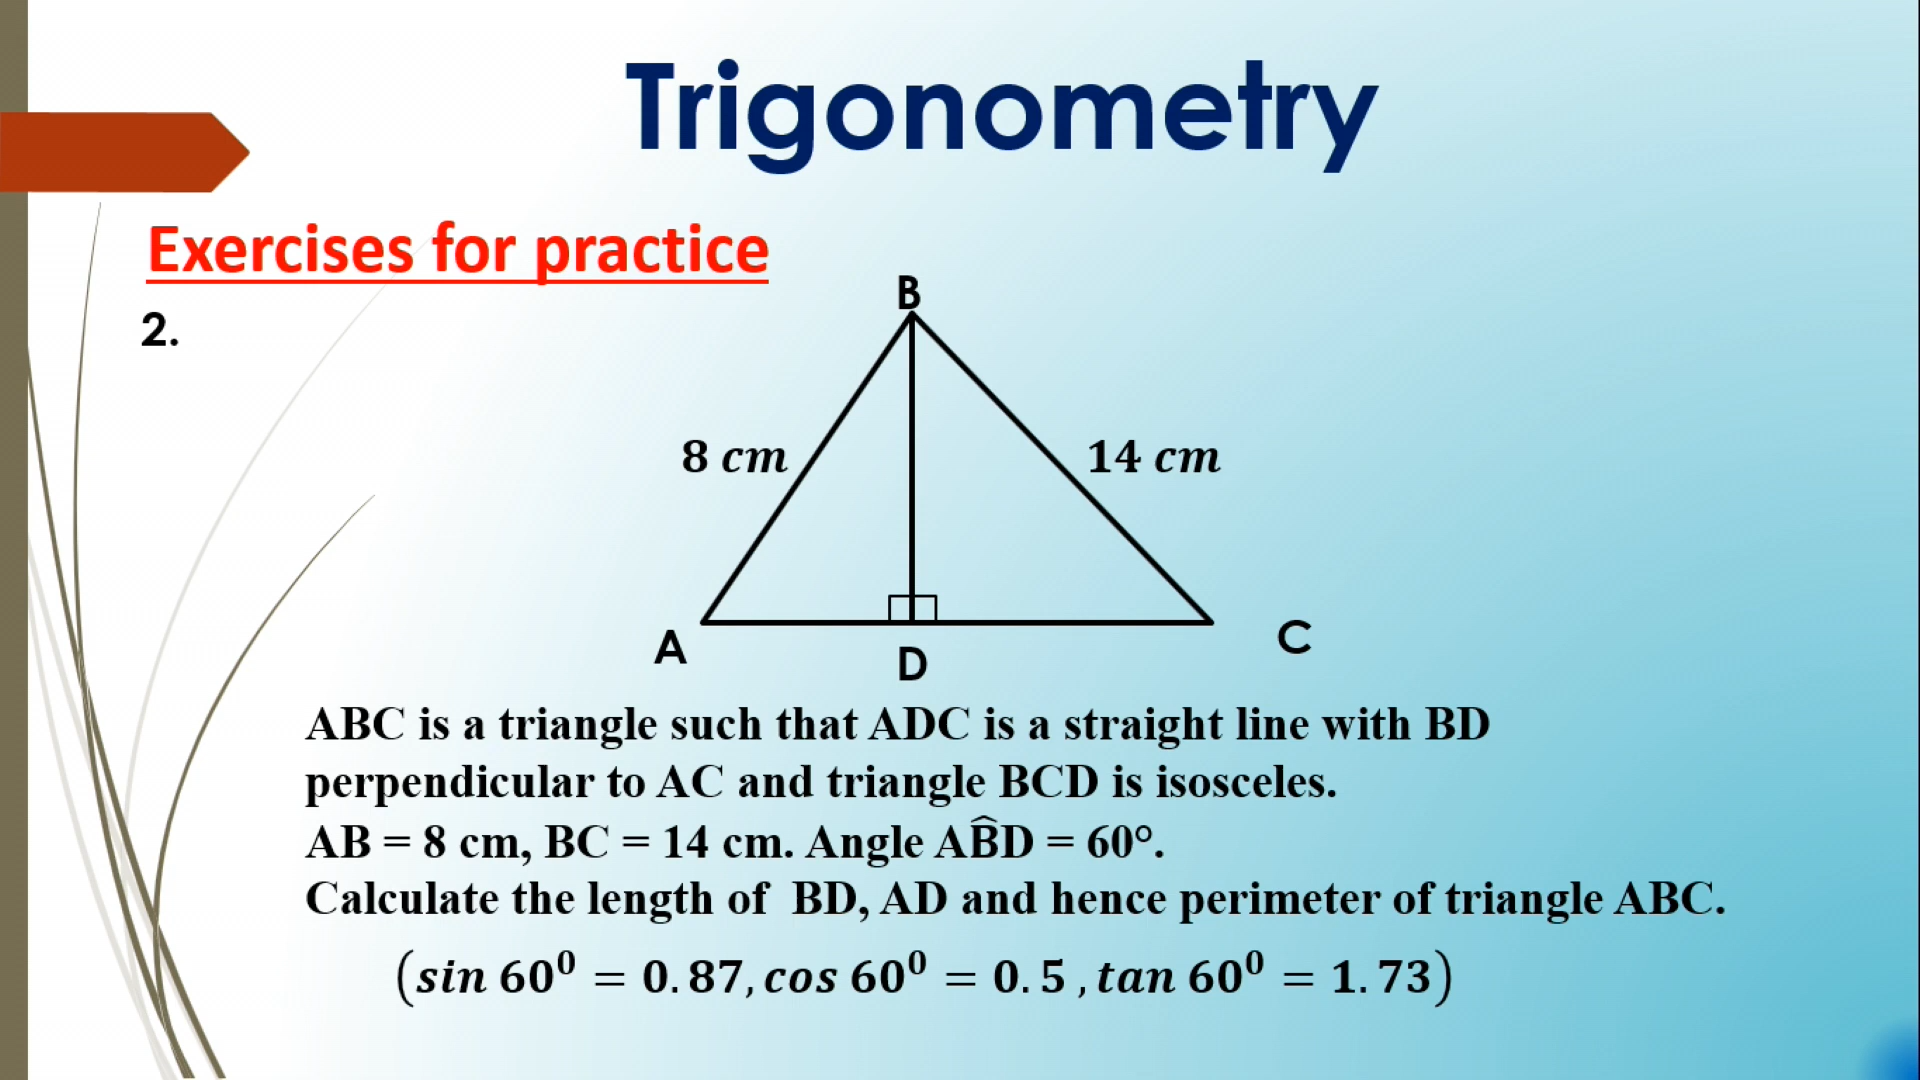 Trigonometry
Exercises for practice
2.
B
8 cm
14 cm
A
D
C
ABC is a triangle such that ADC is a straight line with BD
perpendicular to AC and triangle BCD is isosceles.
AB = 8 cm, BC = 14 cm. Angle AB̂D = 60°.
Calculate the length of BD, AD and hence perimeter of triangle ABC.
(sin 60⁰ = 0.87, cos 60⁰ = 0.5 , tan 60⁰ = 1.73)